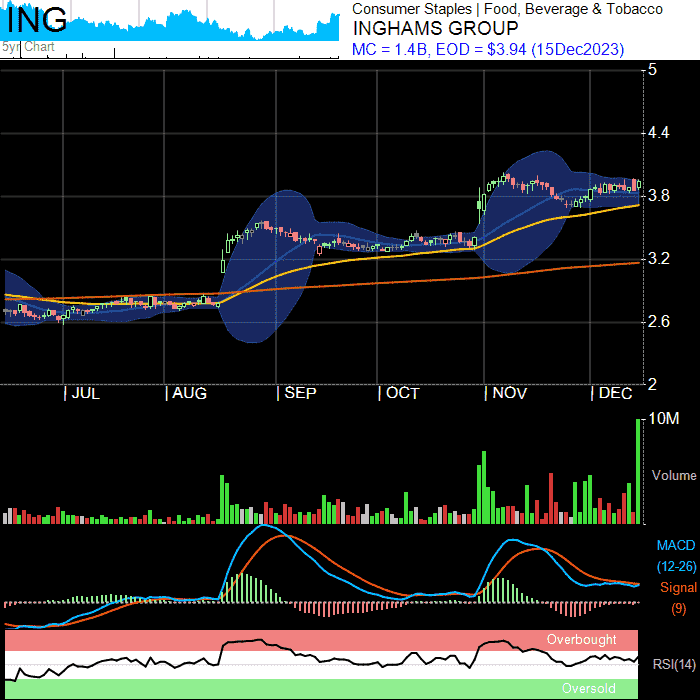 ING
5yr Chart
Consumer Staples | Food, Beverage & Tobacco
INGHAMS GROUP
MC = 1.4B, EOD = $3.94 (15Dec2023)
5
4.4
3.8
3.2
2.6
2
| JUL | AUG | SEP | OCT | NOV | DEC
10M
Volume
MACD
(12-26)
Signal
(9)
Overbought
RSI(14)
Oversold